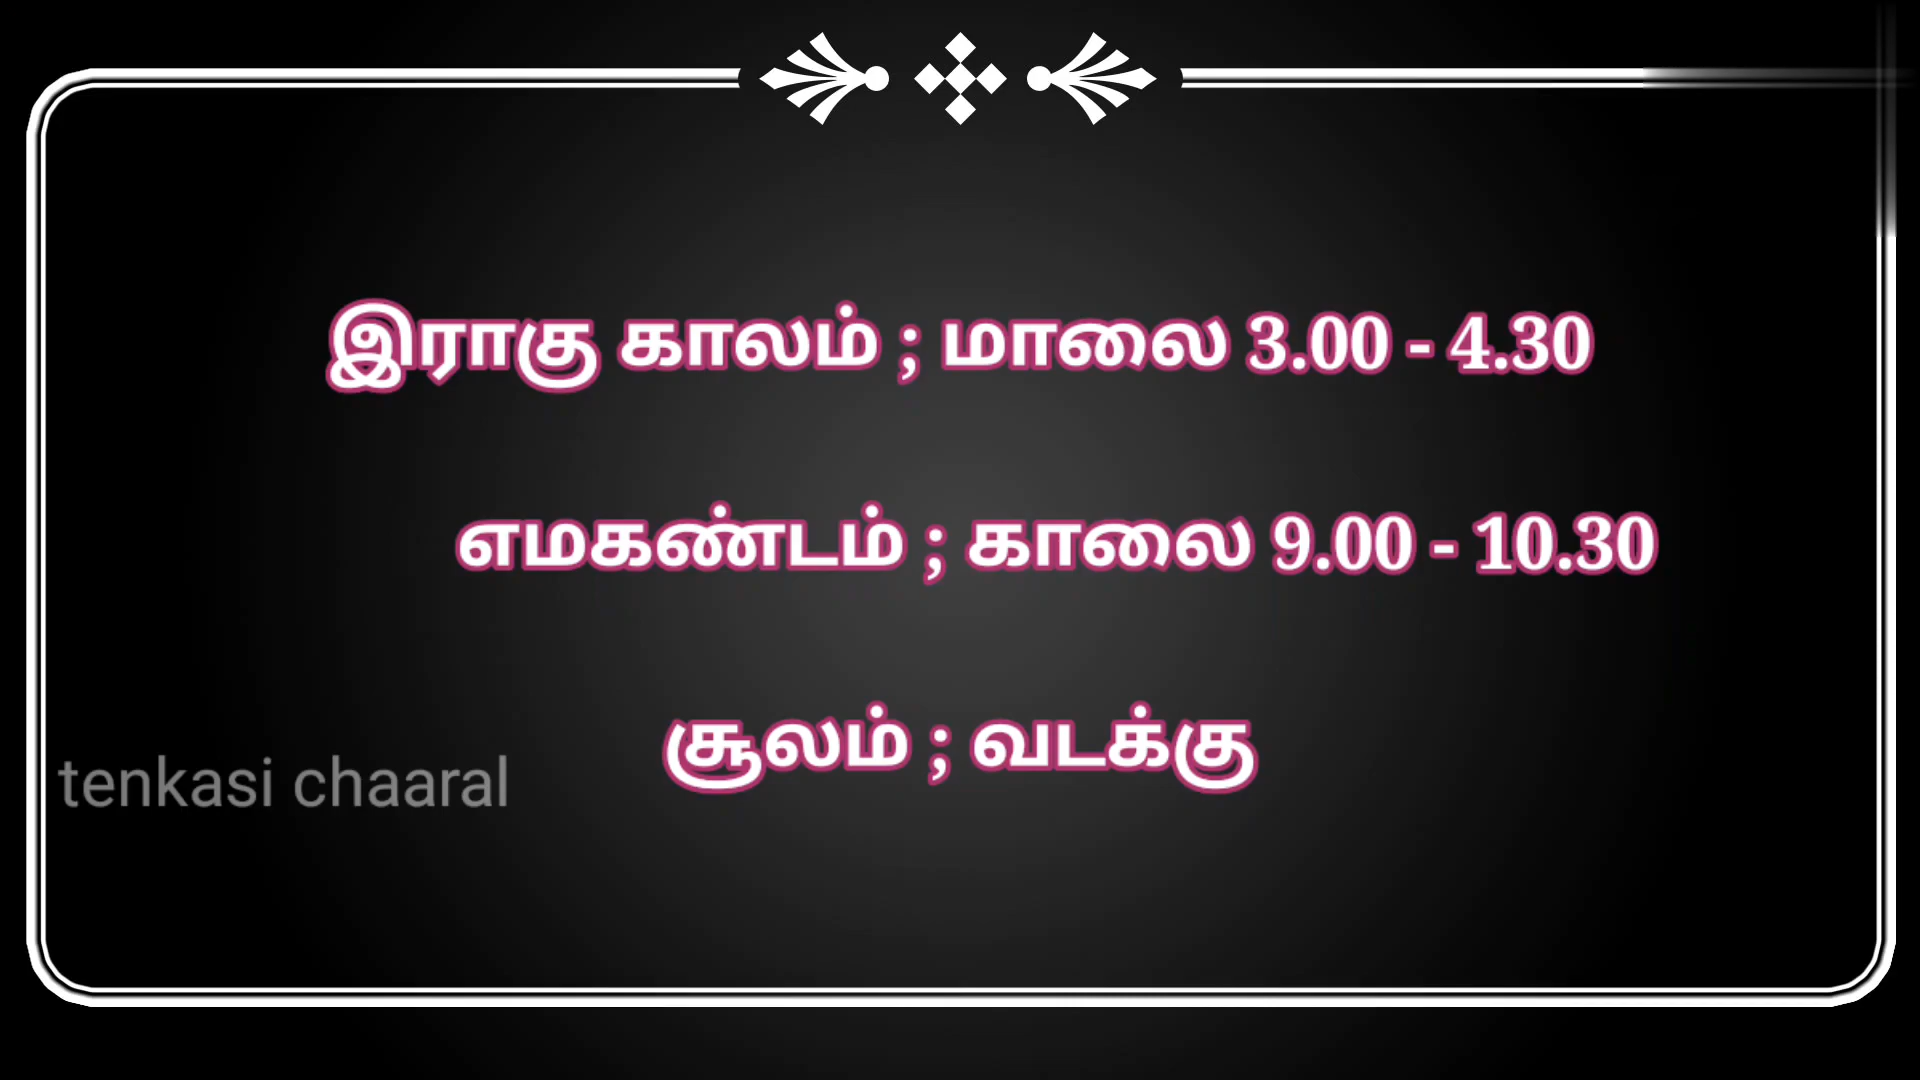 இராகு காலம் ; மாலை 3.00 - 4.30
எமகண்டம் ; காலை 9.00 - 10.30
சூலம் ; வடக்கு
tenkasi chaaral